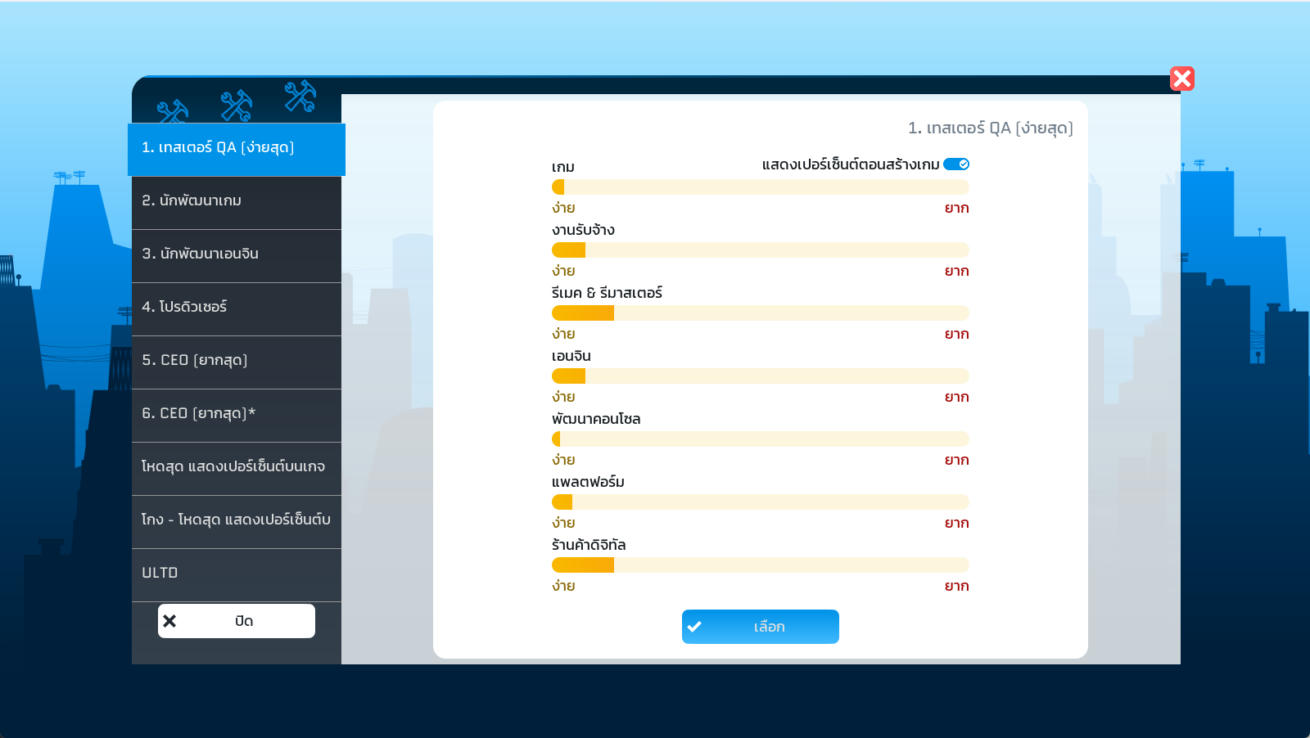 1. เทสเตอร์ QA (ง่ายสุด)
2. นักพัฒนาเกม
3. นักพัฒนาเอนจิน
4. โปรดิวเซอร์
5. CEO (ยากสุด)
6. CEO (ยากสุด)*
โหดสุด แสดงเปอร์เซ็นต์บนเกจ
โกง - โหดสุด แสดงเปอร์เซ็นต์บ
ULTD
ปิด
1. เทสเตอร์ QA (ง่ายสุด)
เกม แสดงเปอร์เซ็นต์ตอนสร้างเกม
ง่าย ยาก
งานรับจ้าง
ง่าย ยาก
รีเมค & รีมาสเตอร์
ง่าย ยาก
เอนจิน
ง่าย ยาก
พัฒนาคอนโซล
ง่าย ยาก
แพลตฟอร์ม
ง่าย ยาก
ร้านค้าดิจิทัล
ง่าย ยาก
เลือก